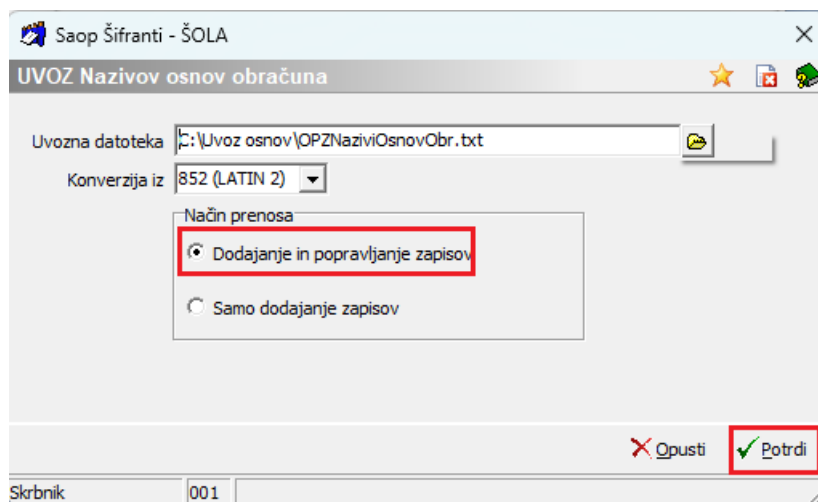 Saop Šifranti - ŠOLA
UVOZ Nazivov osnov obračuna
Uvozna datoteka C:\Uvoz osnov\OPZNaziviOsnovObr.txt
Konverzija iz 852 (LATIN 2)
Način prenosa
Dodajanje in popravljanje zapisov
Samo dodajanje zapisov
Opusti Potrdi
Skrbnik 001